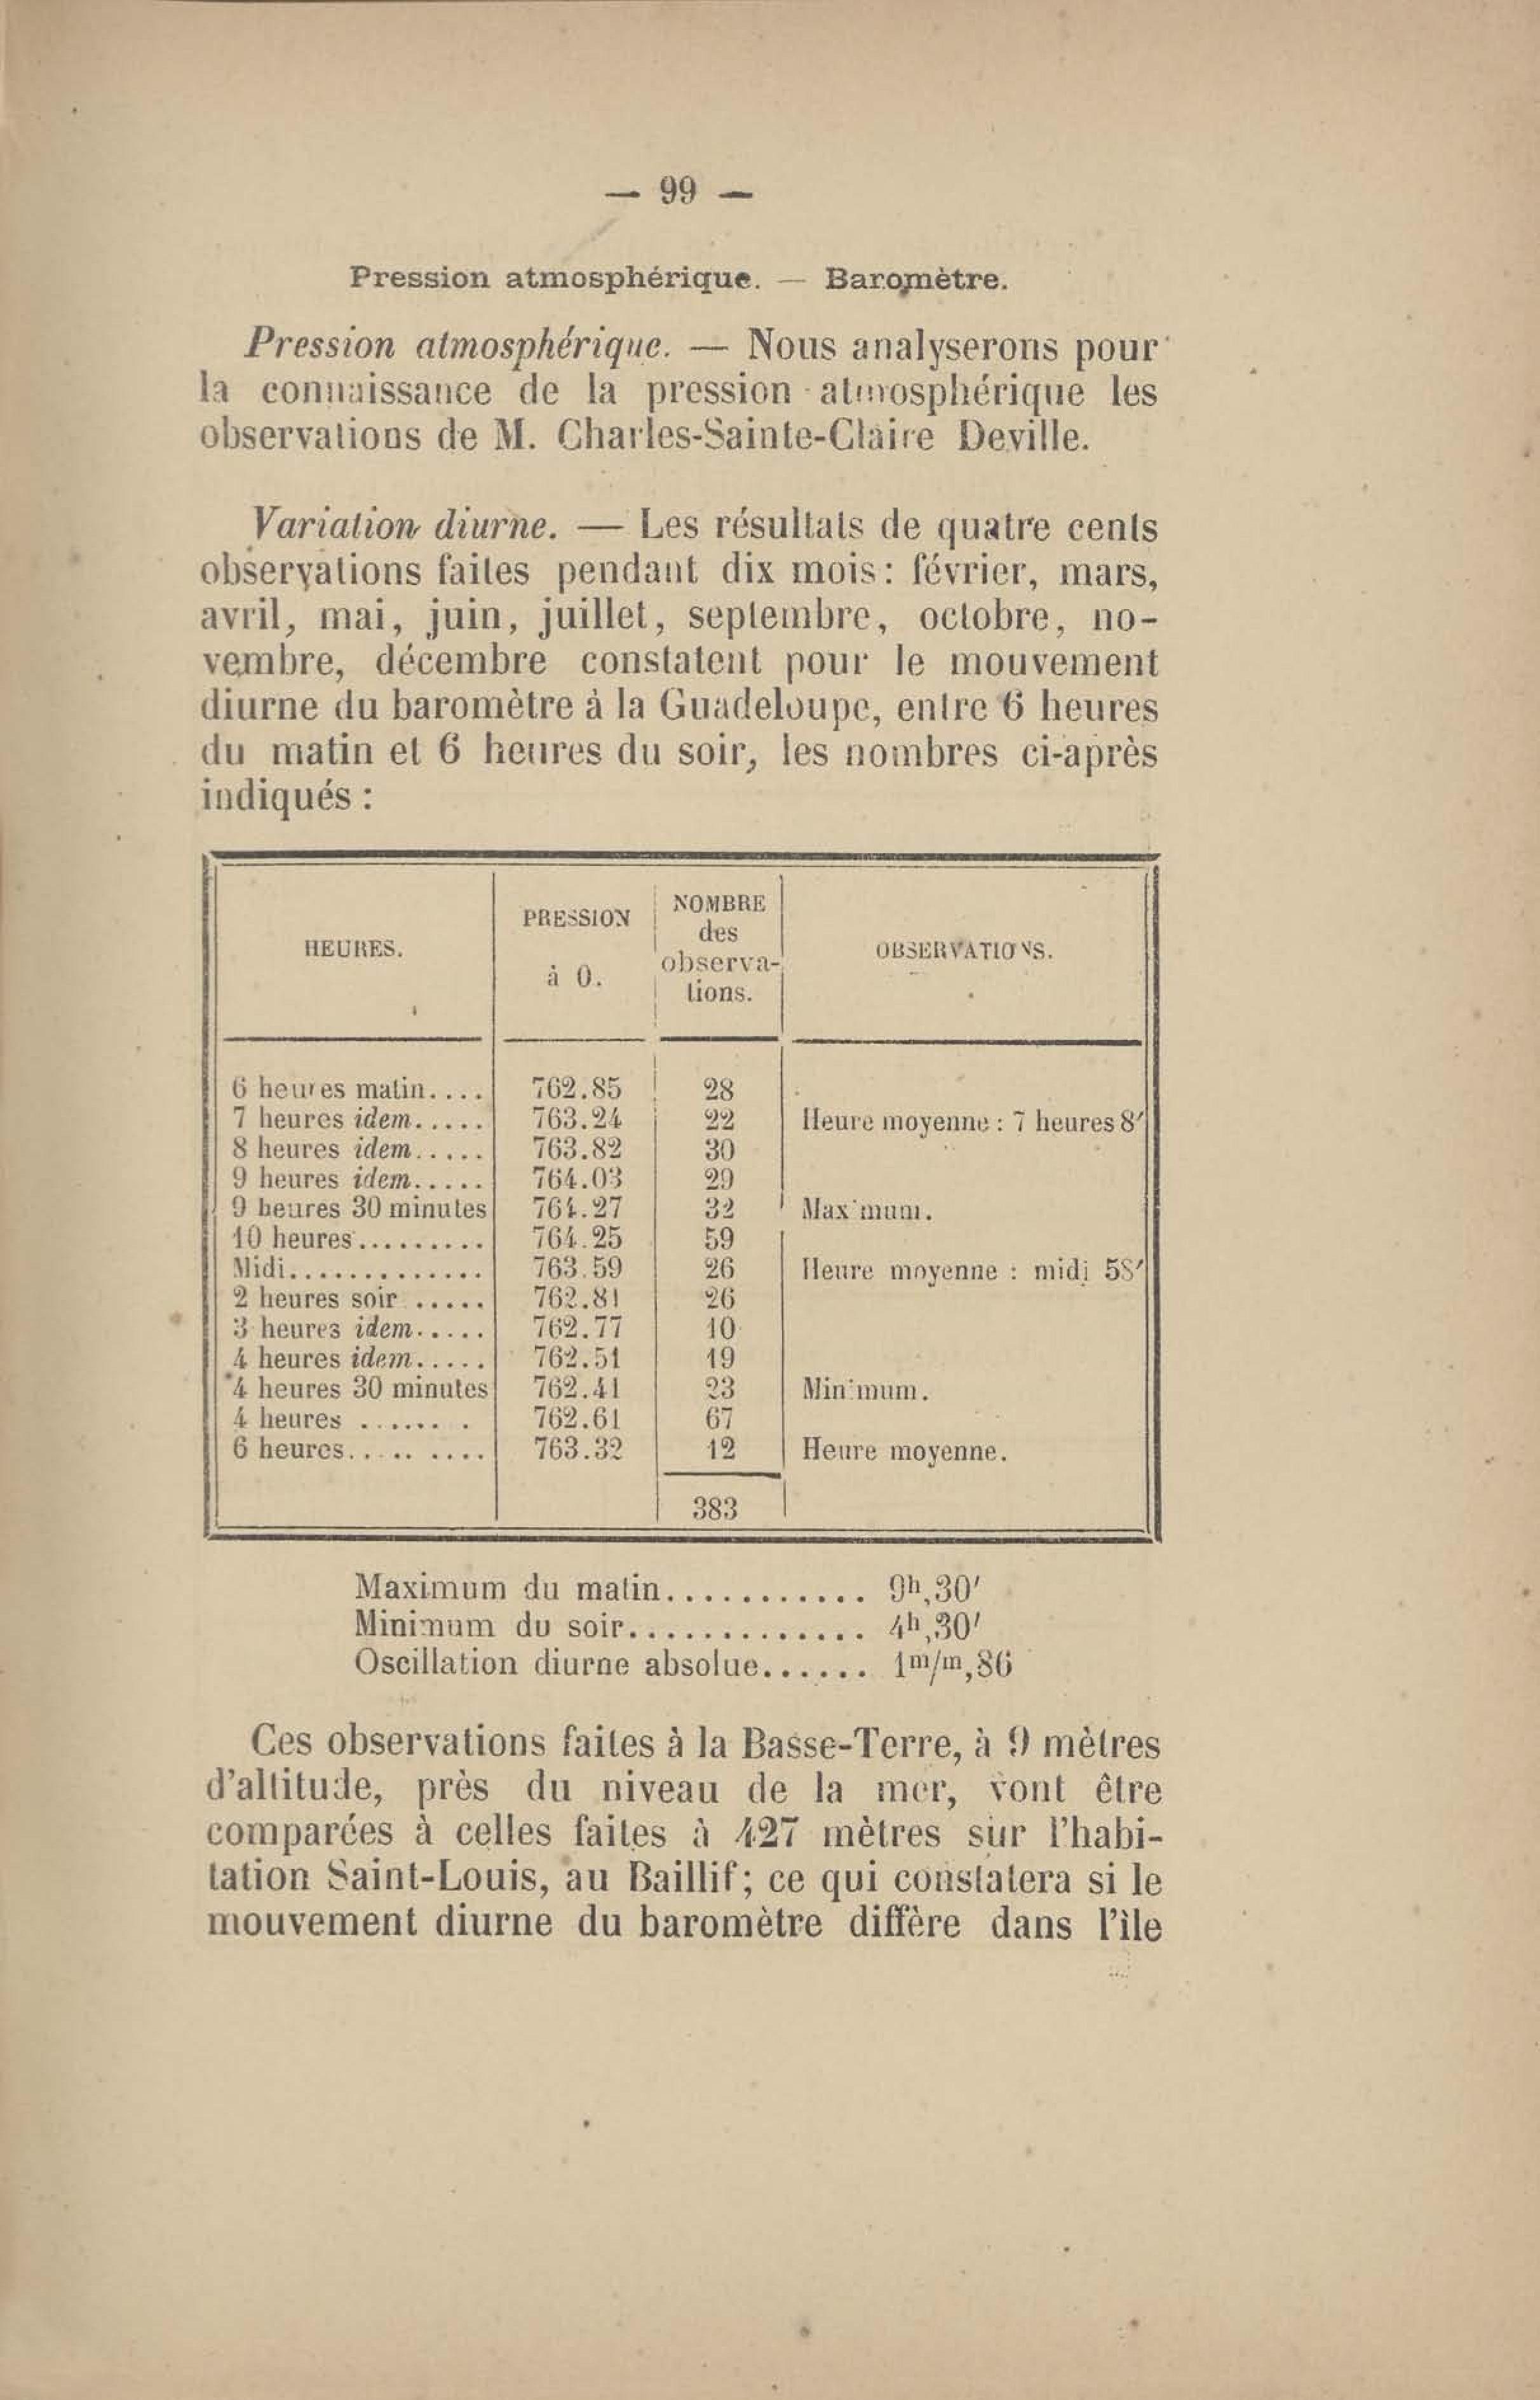 — 99 —
Pression atmosphérique. — Baromètre.
Pression atmosphérique. — Nous analyserons pour
la connaissance de la pression atmosphérique les
observations de M. Charles-Sainte-Claire Deville.
Variation diurne. — Les résultats de quatre cents
observations faites pendant dix mois: février, mars,
avril, mai, juin, juillet, septembre, octobre, no-
vembre, décembre constatent pour le mouvement
diurne du baromètre à la Guadeloupe, entre 6 heures
du matin et 6 heures du soir, les nombres ci-après
indiqués :
HEURES. PRESSION à 0. NOMBRE des observa-tions. OBSERVATIONS.
6 heures matin.... 762.85 28
7 heures idem..... 763.24 22 Heure moyenne : 7 heures 8'
8 heures idem..... 763.82 30
9 heures idem..... 764.03 29
9 heures 30 minutes 764.27 32 Maximum.
10 heures......... 764.25 59
Midi............. 763.59 26 Heure moyenne : midi 58'
2 heures soir ..... 762.81 26
3 heures idem..... 762.77 10
4 heures idem..... 762.51 19
4 heures 30 minutes 762.41 23 Minimum.
4 heures ....... 762.61 67
6 heures.......... 763.32 12 Heure moyenne.
383
Maximum du matin............ 9h,30'
Minimum du soir.............. 4h,30'
Oscillation diurne absolue...... 1m/m,86
Ces observations faites à la Basse-Terre, à 9 mètres
d'altitude, près du niveau de la mer, vont être
comparées à celles faites à 427 mètres sur l'habi-
tation Saint-Louis, au Baillif; ce qui constatera si le
mouvement diurne du baromètre diffère dans l'île